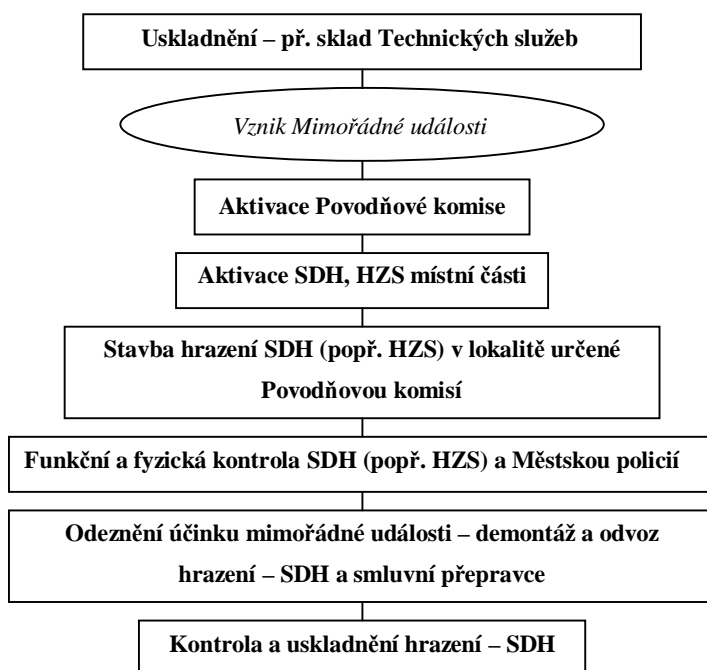 Uskladnění – př. sklad Technických služeb
Vznik Mimořádné události
Aktivace Povodňové komise
Aktivace SDH, HZS místní části
Stavba hrazení SDH (popř. HZS) v lokalitě určené
Povodňovou komisí
Funkční a fyzická kontrola SDH (popř. HZS) a Městskou policií
Odeznění účinku mimořádné události – demontáž a odvoz
hrazení – SDH a smluvní přepravce
Kontrola a uskladnění hrazení – SDH